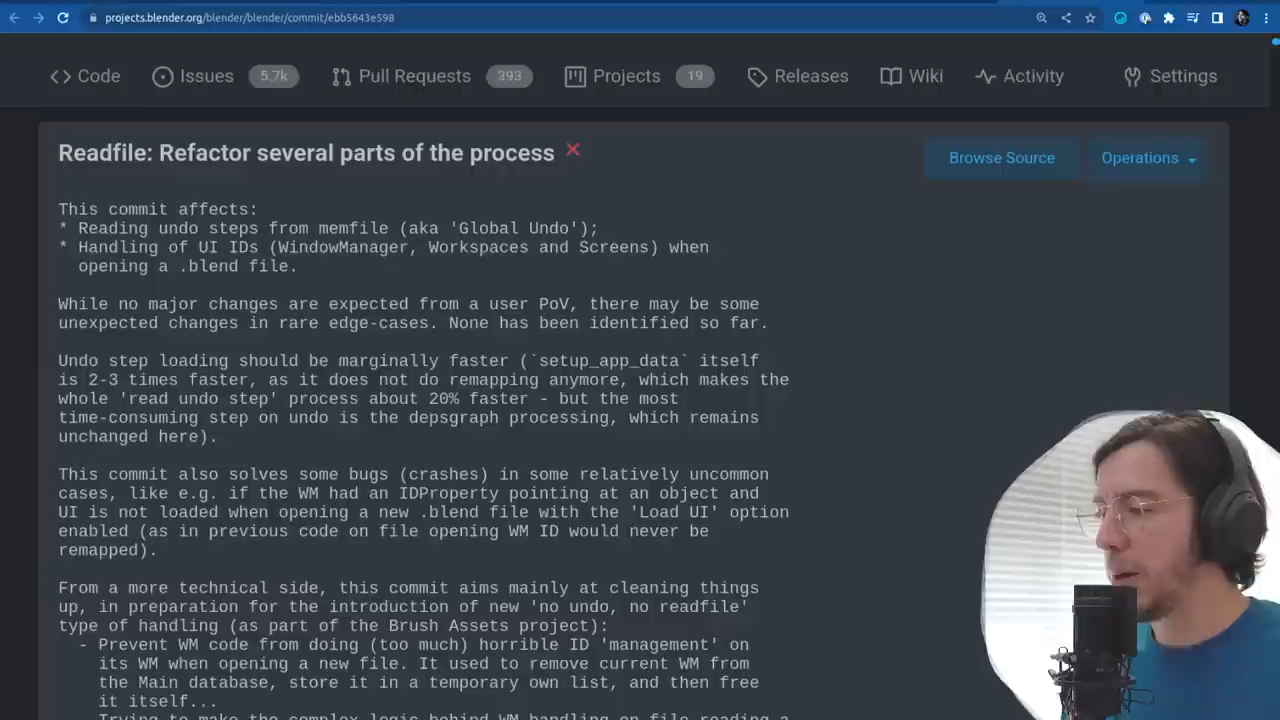 projects.blender.org/blender/blender/commit/ebb5643e598
Code Issues 5.7k Pull Requests 393 Projects 19 Releases Wiki Activity Settings
Readfile: Refactor several parts of the process
Browse Source Operations
This commit affects:
* Reading undo steps from memfile (aka 'Global Undo');
* Handling of UI IDs (WindowManager, Workspaces and Screens) when
opening a .blend file.
While no major changes are expected from a user PoV, there may be some
unexpected changes in rare edge-cases. None has been identified so far.
Undo step loading should be marginally faster (`setup_app_data` itself
is 2-3 times faster, as it does not do remapping anymore, which makes the
whole 'read undo step' process about 20% faster - but the most
time-consuming step on undo is the depsgraph processing, which remains
unchanged here).
This commit also solves some bugs (crashes) in some relatively uncommon
cases, like e.g. if the WM had an IDProperty pointing at an object and
UI is not loaded when opening a new .blend file with the 'Load UI' option
enabled (as in previous code on file opening WM ID would never be
remapped).
From a more technical side, this commit aims mainly at cleaning things
up, in preparation for the introduction of new 'no undo, no readfile'
type of handling (as part of the Brush Assets project):
- Prevent WM code from doing (too much) horrible ID 'management' on
its WM when opening a new file. It used to remove current WM from
the Main database, store it in a temporary own list, and then free
it itself...
- Trying to make the complex logic behind WM handling on file reading a